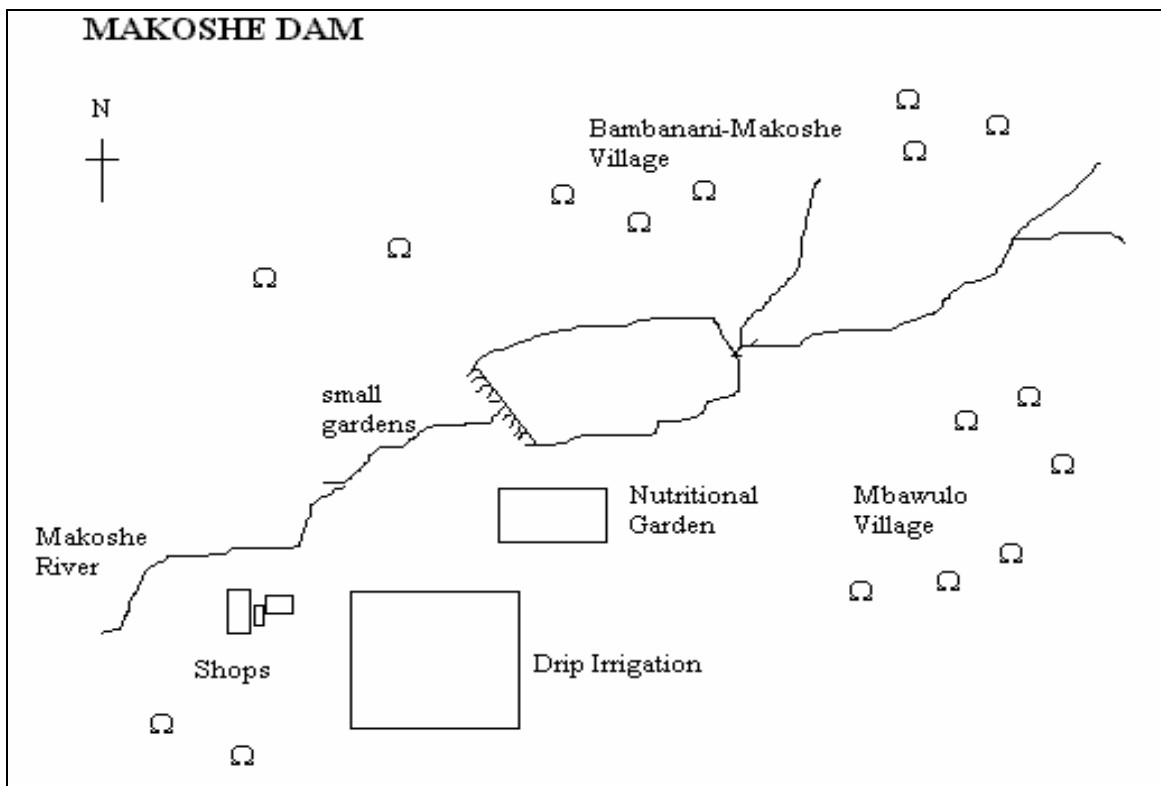 MAKOSHE DAM
N
Bambanani-Makoshe
Village
small
gardens
Nutritional
Garden
Mbawulo
Village
Makoshe
River
Shops
Drip Irrigation